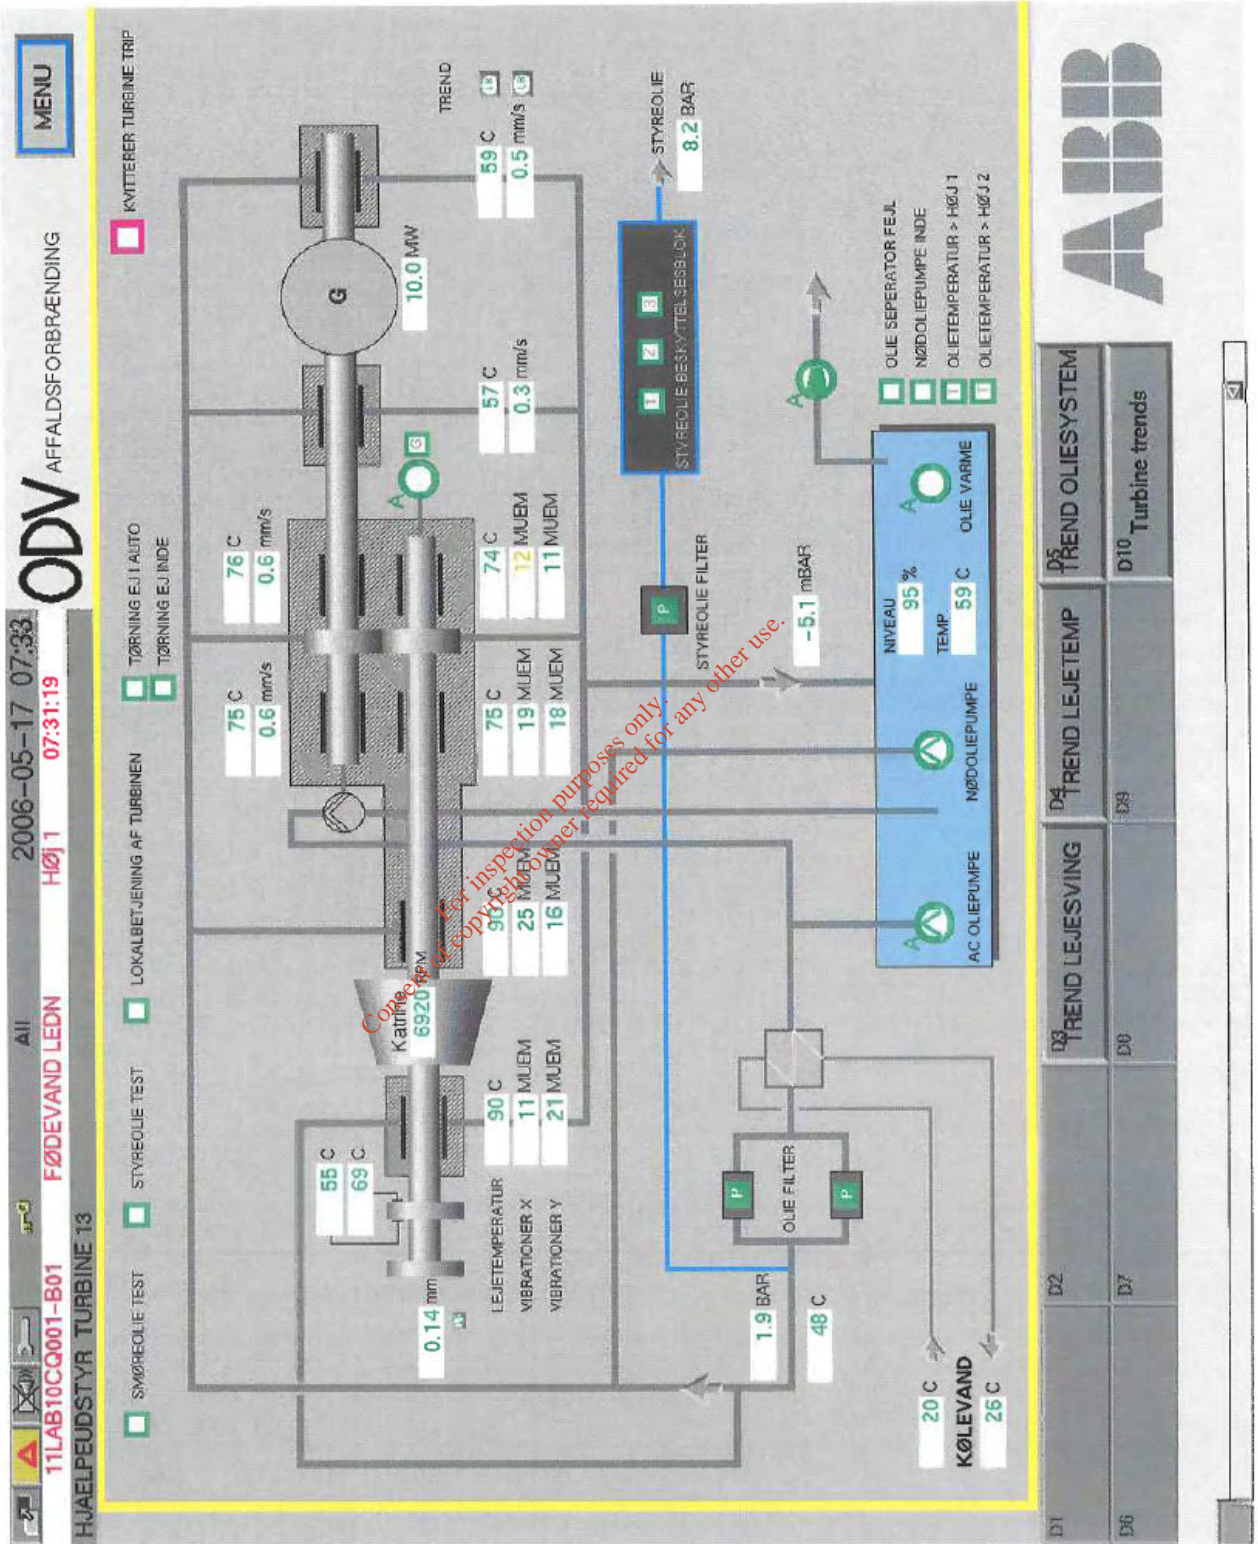 All
2006-05-17 07:33
ODV AFFALDSFORBRÆNDING
MENU
11LAB10CQ001-B01
FØDEVAND LEDN
HØj 1
07:31:19
HJAELPEUDSTYR TURBINE 13
SMØREOLIE TEST
STYREOLIE TEST
LOKALBETJENING AF TURBINEN
TØRNING EJ I AUTO
TØRNING EJ INDE
KVITTERER TURBINE TRIP
55 C
69 C
75 C
0.6 mm/s
76 C
0.6 mm/s
G
10.0 MW
Katrine
6920 RPM
A
G
0.14 mm
TREND
LEJETEMPERATUR
90 C
90 C
75 C
74 C
57 C
59 C
VIBRATIONER X
11 MUEM
25 MUEM
19 MUEM
12 MUEM
0.3 mm/s
0.5 mm/s
VIBRATIONER Y
21 MUEM
16 MUEM
18 MUEM
11 MUEM
For inspection purposes only.
Consent of copyright owner required for any other use.
P
STYREOLIE FILTER
1 2 3
STYREOLIE BESKYTTELSESBLOK
STYREOLIE
8.2 BAR
1.9 BAR
48 C
P
OLIE FILTER
P
-5.1 mBAR
A
20 C
KØLEVAND
26 C
A
AC OLIEPUMPE
NØDOLIEPUMPE
NIVEAU
95 %
TEMP
59 C
A
OLIE VARME
OLIE SEPERATOR FEJL
NØDOLIEPUMPE INDE
T OLIETEMPERATUR > HØJ 1
T OLIETEMPERATUR > HØJ 2
D1
D2
D3 TREND LEJESVING
D4 TREND LEJETEMP
D5 TREND OLIESYSTEM
D6
D7
D8
D9
D10 Turbine trends
ABB